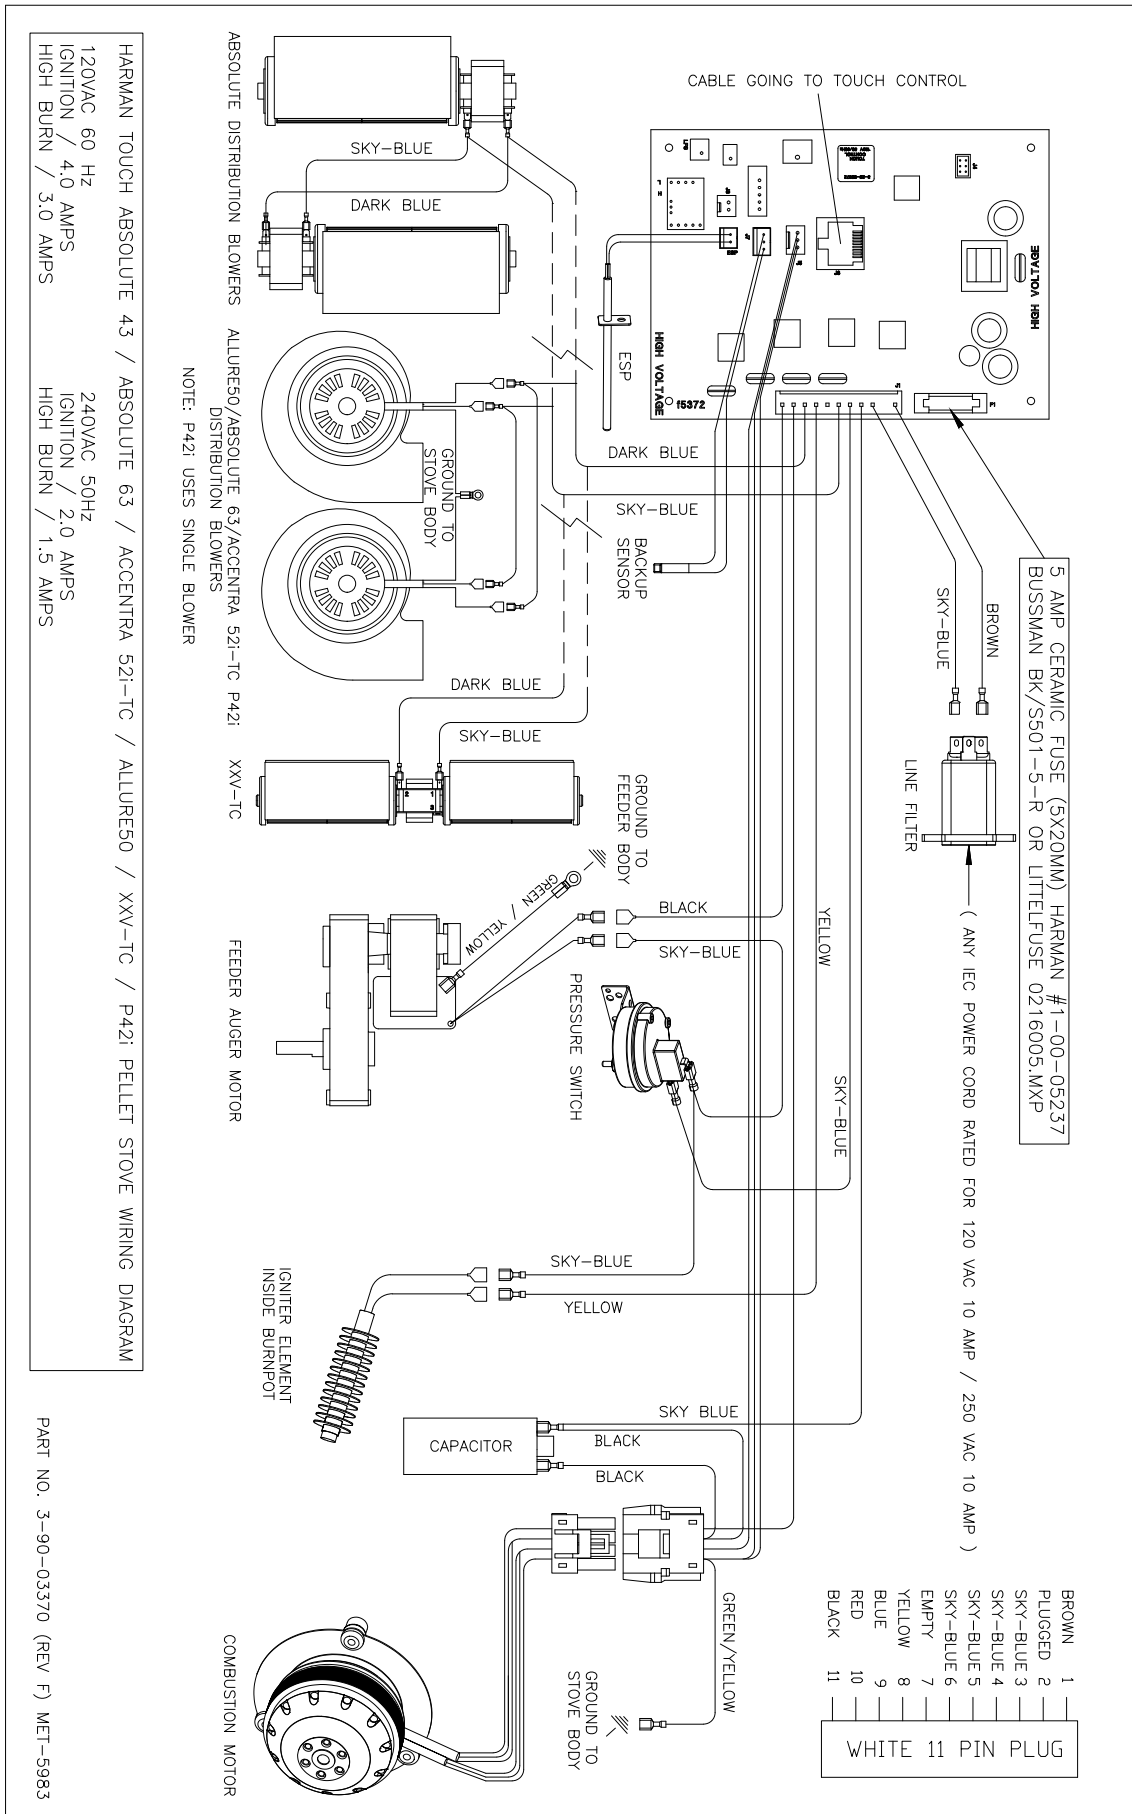 CABLE GOING TO TOUCH CONTROL
HIGH VOLTAGE
HIGH VOLTAGE
f5372
J1
F1
ESP
ESP
SKY-BLUE
DARK BLUE
ABSOLUTE DISTRIBUTION BLOWERS
ALLURE50/ABSOLUTE 63/ACCENTRA 52i-TC P42i
DISTRIBUTION BLOWERS
NOTE: P42i USES SINGLE BLOWER
GROUND TO
STOVE BODY
DARK BLUE
SKY-BLUE
BACKUP
SENSOR
5 AMP CERAMIC FUSE (5X20MM) HARMAN #1-00-05237
BUSSMAN BK/S501-5-R OR LITTELFUSE 0216005.MXP
BROWN
SKY-BLUE
LINE FILTER
( ANY IEC POWER CORD RATED FOR 120 VAC 10 AMP / 250 VAC 10 AMP )
DARK BLUE
SKY-BLUE
XXV-TC
2 1
3
GROUND TO
FEEDER BODY
GREEN / YELLOW
FEEDER AUGER MOTOR
BLACK
SKY-BLUE
YELLOW
PRESSURE SWITCH
SKY-BLUE
SKY-BLUE
YELLOW
IGNITER ELEMENT
INSIDE BURNPOT
SKY BLUE
CAPACITOR
BLACK
BLACK
GREEN/YELLOW
GROUND TO
STOVE BODY
COMBUSTION MOTOR
BROWN 1
PLUGGED 2
SKY-BLUE 3
SKY-BLUE 4
SKY-BLUE 5
SKY-BLUE 6
EMPTY 7
YELLOW 8
BLUE 9
RED 10
BLACK 11
WHITE 11 PIN PLUG
HARMAN TOUCH ABSOLUTE 43 / ABSOLUTE 63 / ACCENTRA 52i-TC / ALLURE50 / XXV-TC / P42i PELLET STOVE WIRING DIAGRAM
120VAC 60 Hz 240VAC 50Hz
IGNITION / 4.0 AMPS IGNITION / 2.0 AMPS
HIGH BURN / 3.0 AMPS HIGH BURN / 1.5 AMPS
PART NO. 3-90-03370 (REV F) MET-5983